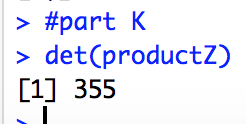 > #part K
> det(productZ)
[1] 355
>